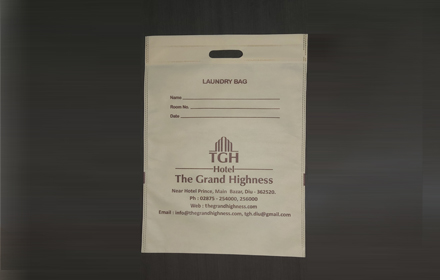 LAUNDRY BAG
Name
Room No.
Date
TGH
Hotel
The Grand Highness
Near Hotel Prince, Main Bazar, Diu - 362520.
Ph : 02875 - 254000, 256000
Web : Thegrandhighness.com
Email : info@thegrandhighness.com, tgh.diu@gmail.com